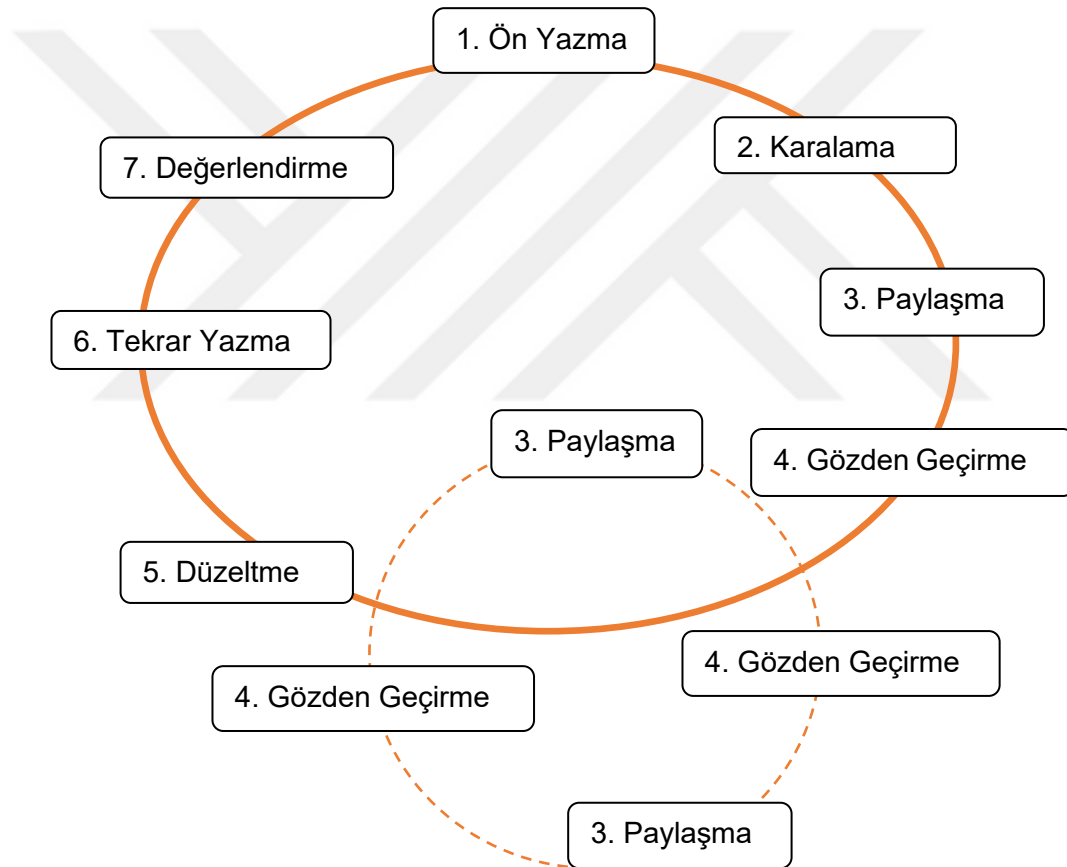 1. Ön Yazma
2. Karalama
7. Değerlendirme
3. Paylaşma
6. Tekrar Yazma
3. Paylaşma
4. Gözden Geçirme
5. Düzeltme
4. Gözden Geçirme
4. Gözden Geçirme
3. Paylaşma